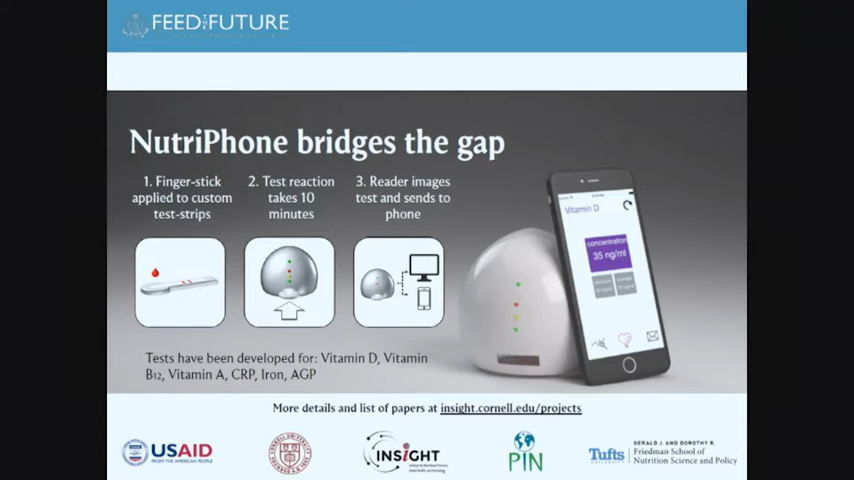 FEED THE FUTURE
NutriPhone bridges the gap
1. Finger-stick
applied to custom
test-strips
2. Test reaction
takes 10
minutes
3. Reader images
test and sends to
phone
Vitamin D
concentration
35 ng/ml
Tests have been developed for: Vitamin D, Vitamin
B12, Vitamin A, CRP, Iron, AGP
More details and list of papers at insight.cornell.edu/projects
USAID
FROM THE AMERICAN PEOPLE
CORNELL UNIVERSITY
INSiGHT
PIN
Tufts
UNIVERSITY
GERALD J. AND DOROTHY R.
Friedman School of
Nutrition Science and Policy